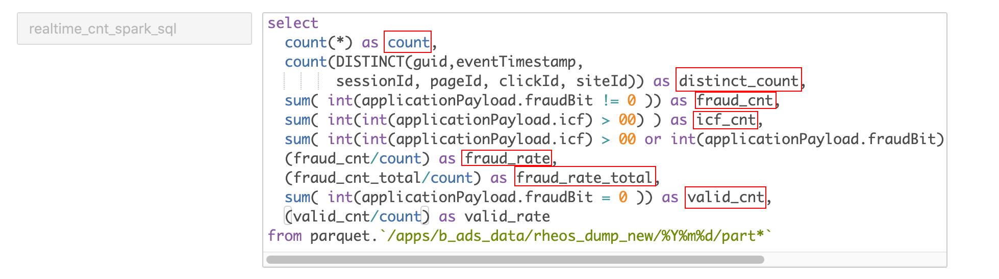 realtime_cnt_spark_sql
select
count(*) as count,
count(DISTINCT(guid,eventTimestamp,
sessionId, pageId, clickId, siteId)) as distinct_count,
sum( int(applicationPayload.fraudBit != 0 )) as fraud_cnt,
sum( int(int(applicationPayload.icf) > 00) ) as icf_cnt,
sum( int(int(applicationPayload.icf) > 00 or int(applicationPayload.fraudBit)
(fraud_cnt/count) as fraud_rate,
(fraud_cnt_total/count) as fraud_rate_total,
sum( int(applicationPayload.fraudBit = 0 )) as valid_cnt,
(valid_cnt/count) as valid_rate
from parquet.`/apps/b_ads_data/rheos_dump_new/%Y%m%d/part*`